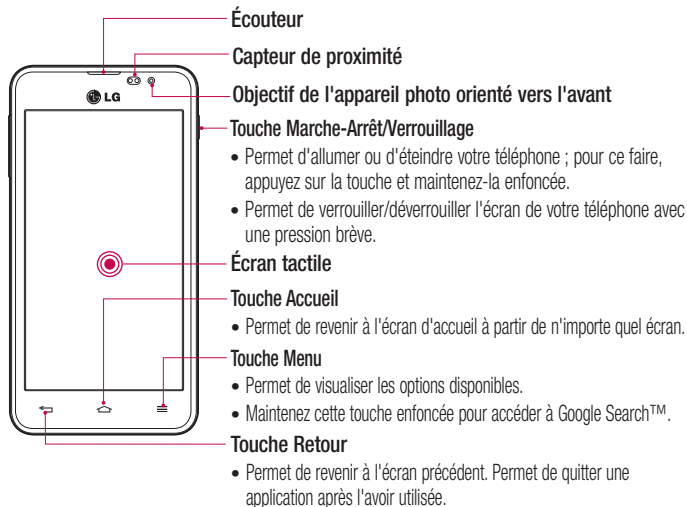 Écouteur
Capteur de proximité
Objectif de l'appareil photo orienté vers l'avant
LG
Touche Marche-Arrêt/Verrouillage
• Permet d'allumer ou d'éteindre votre téléphone ; pour ce faire,
appuyez sur la touche et maintenez-la enfoncée.
• Permet de verrouiller/déverrouiller l'écran de votre téléphone avec
une pression brève.
Écran tactile
Touche Accueil
• Permet de revenir à l'écran d'accueil à partir de n'importe quel écran.
Touche Menu
• Permet de visualiser les options disponibles.
• Maintenez cette touche enfoncée pour accéder à Google Search™.
Touche Retour
• Permet de revenir à l'écran précédent. Permet de quitter une
application après l'avoir utilisée.